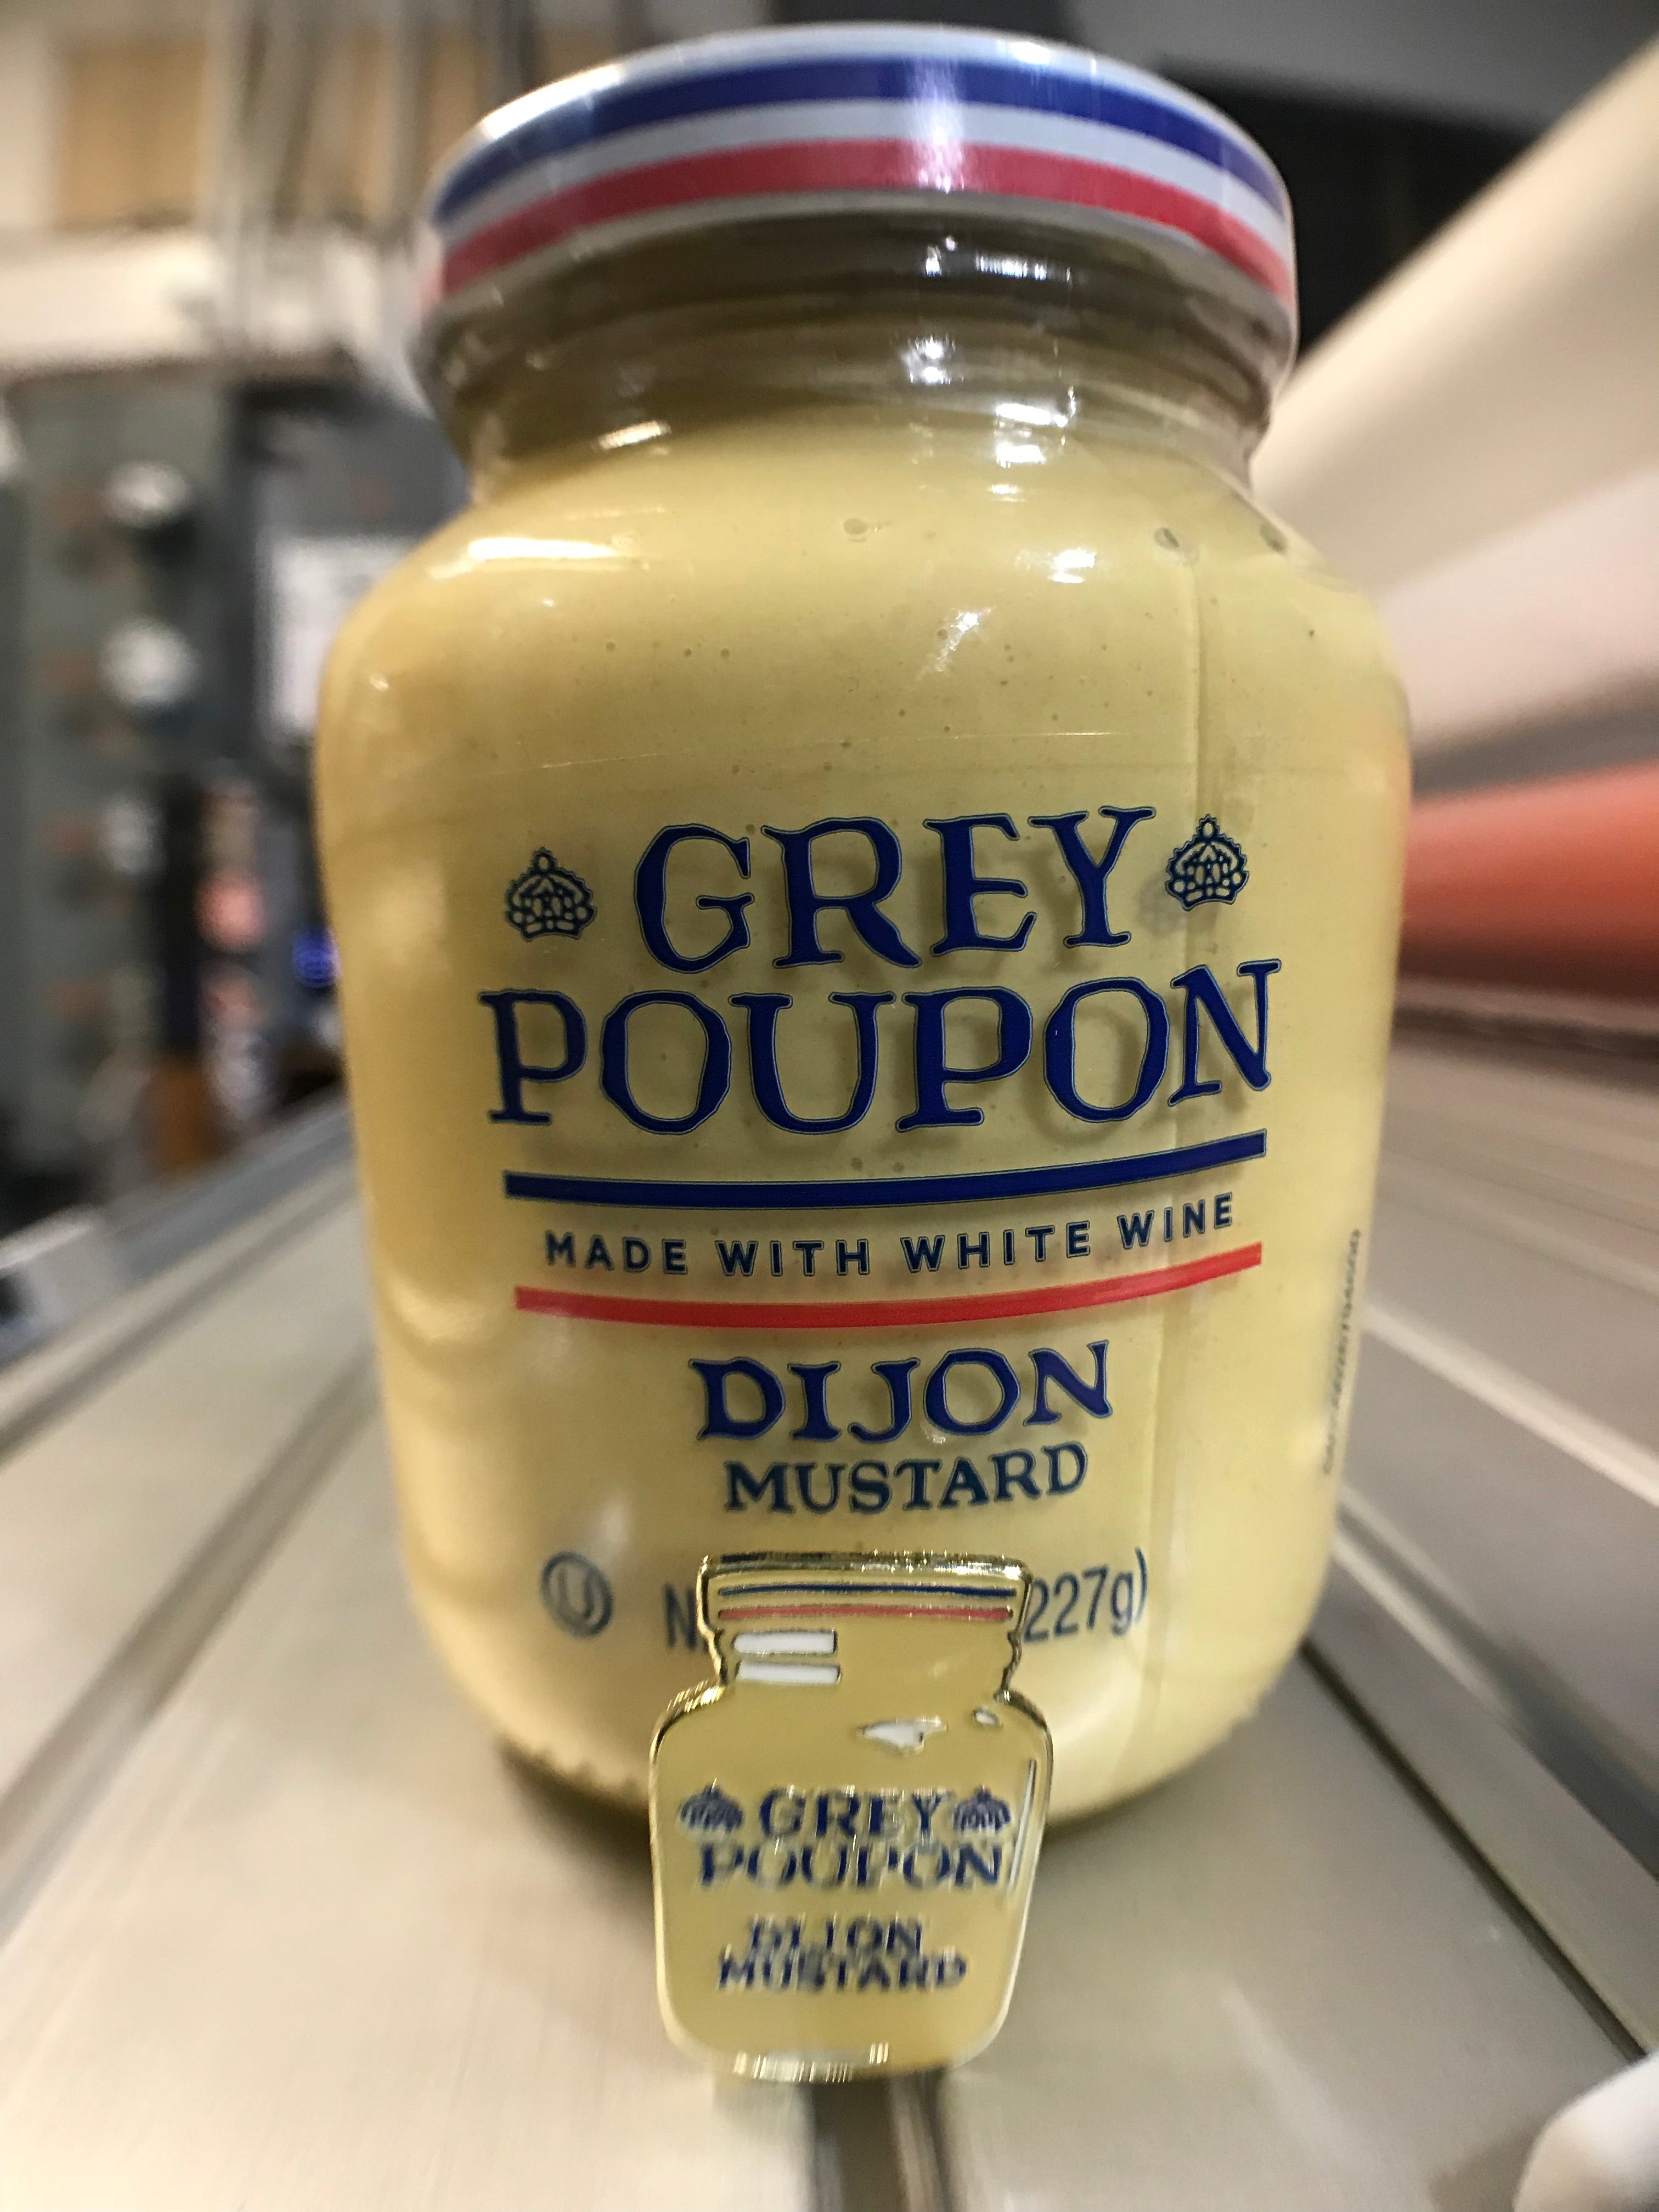 GREY
POUPON
MADE WITH WHITE WINE
DIJON
MUSTARD
U 227g)
GREY
POUPON
DIJON
MUSTARD